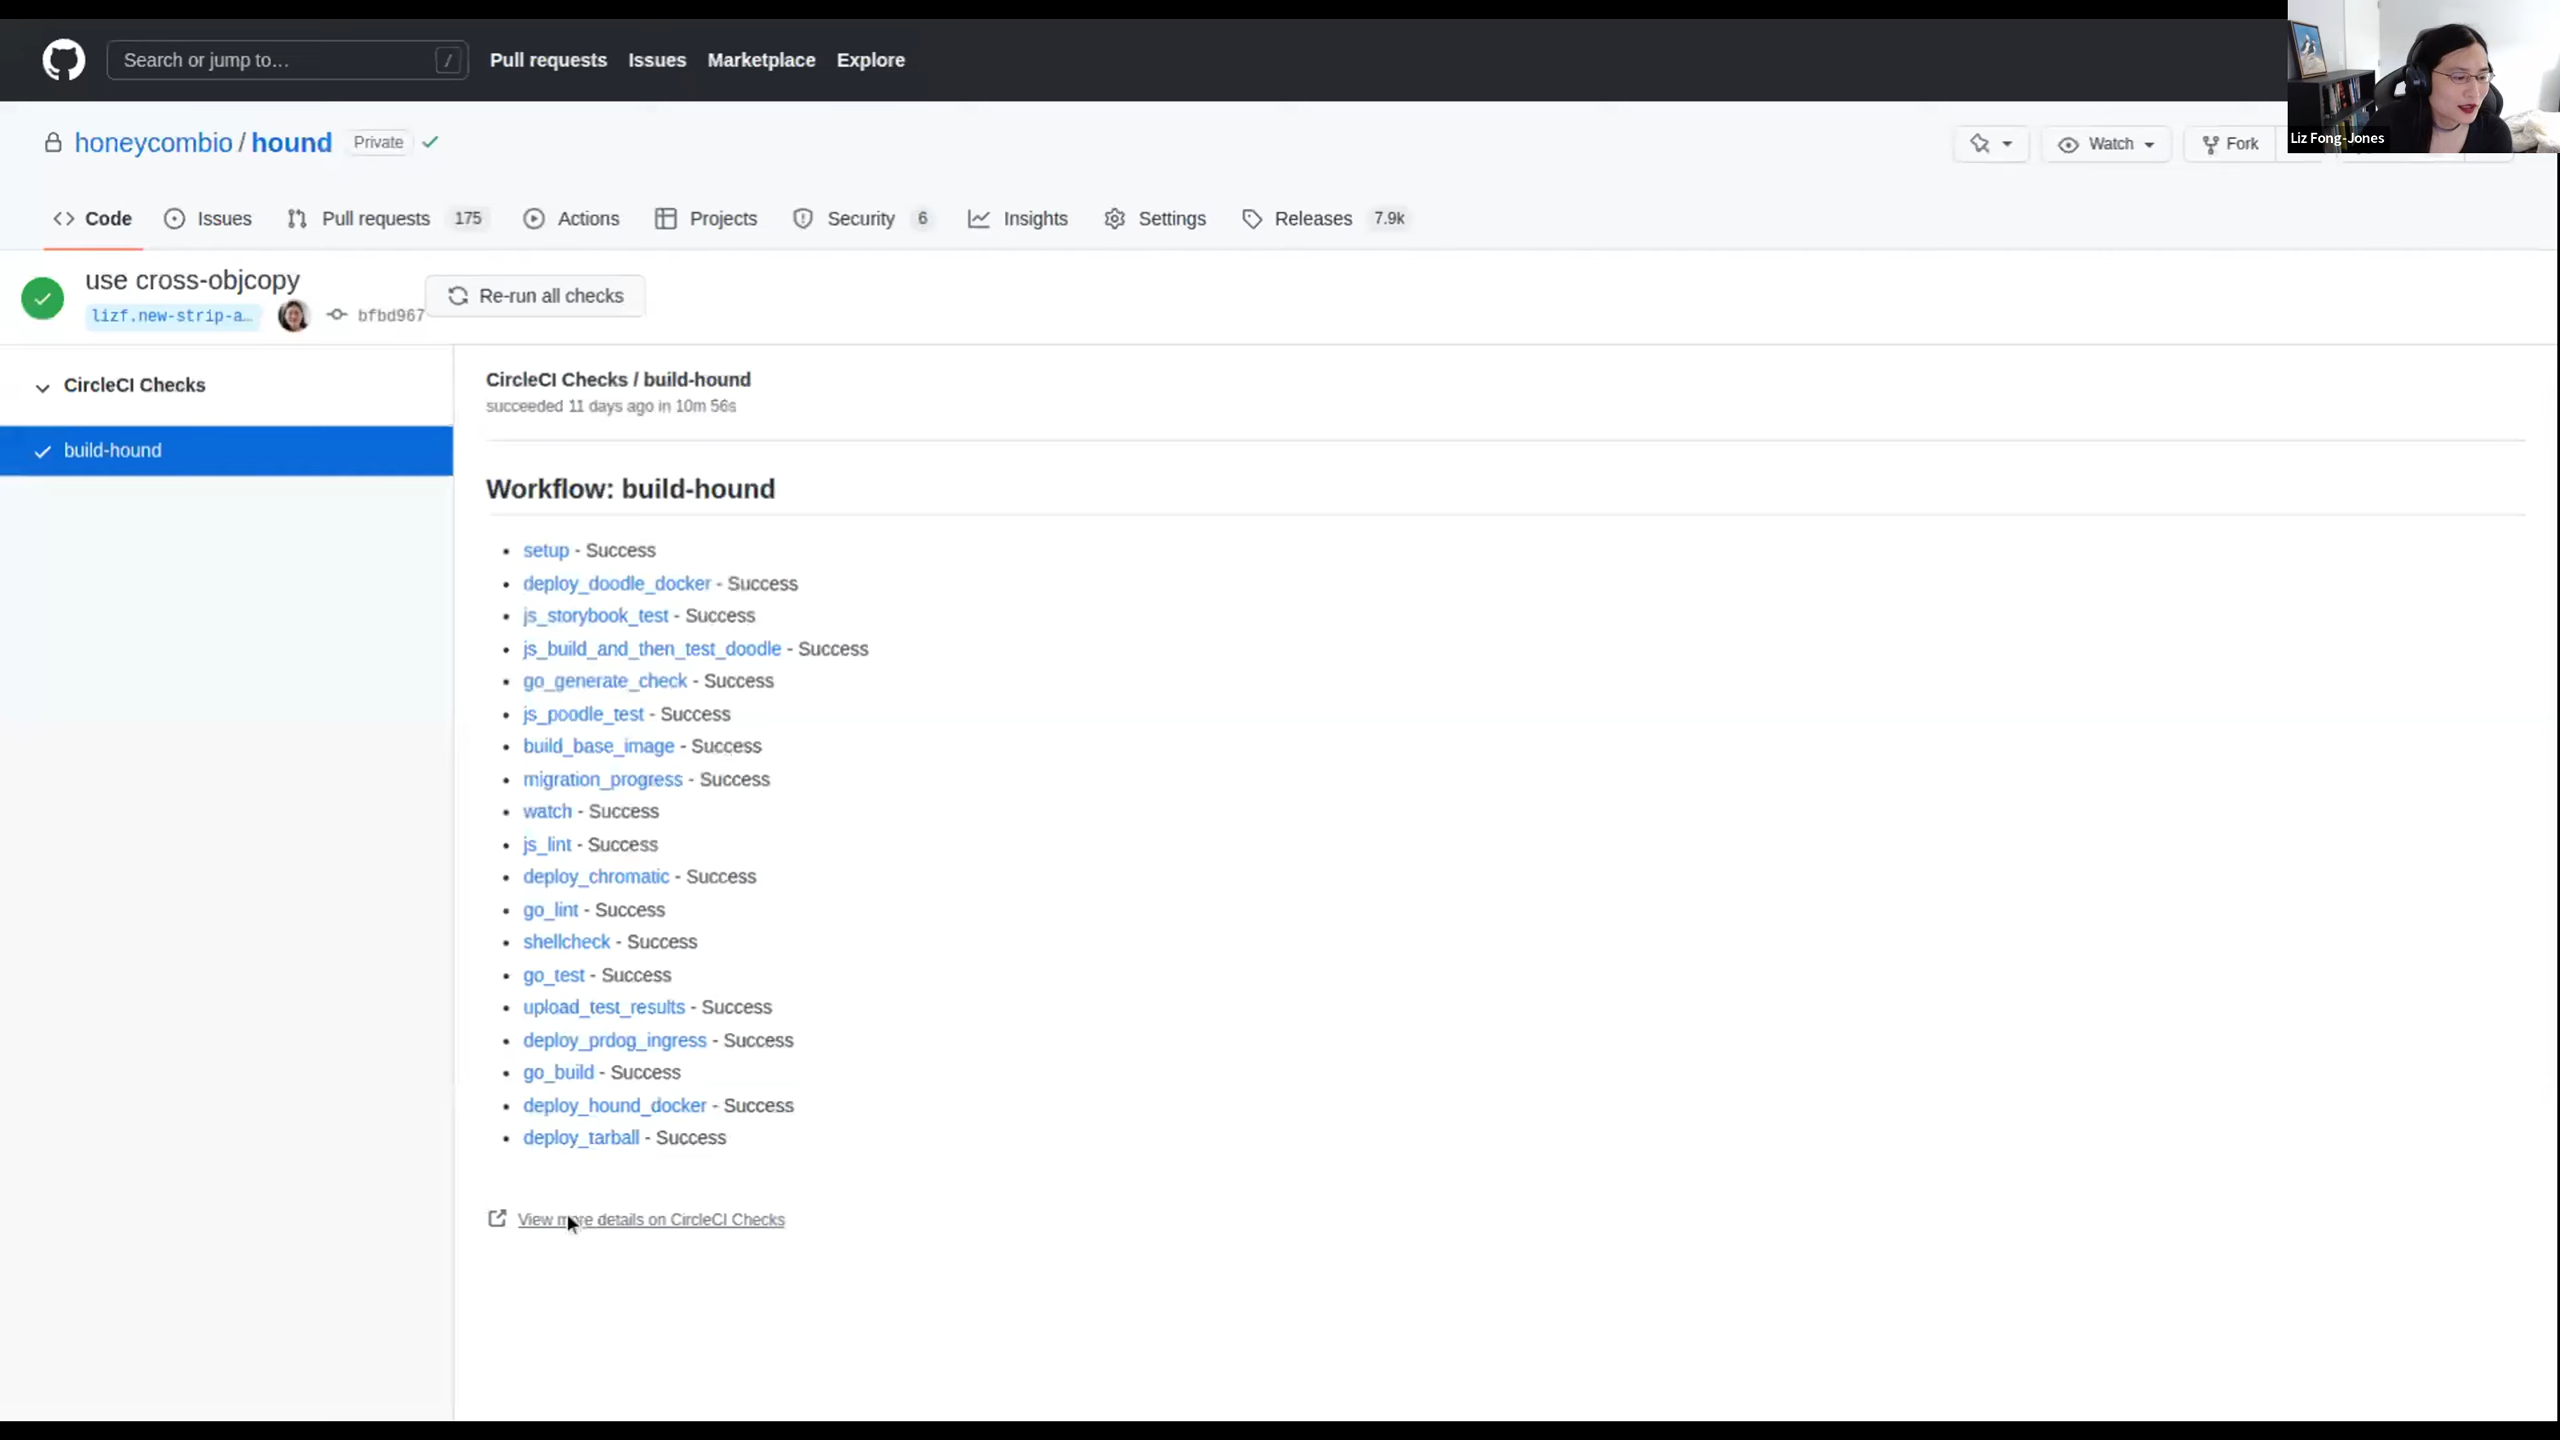 Search or jump to...
/
Pull requests
Issues
Marketplace
Explore
Liz Fong-Jones
honeycombio / hound
Private
Watch
Fork
Code
Issues
Pull requests 175
Actions
Projects
Security 6
Insights
Settings
Releases 7.9k
use cross-objcopy
lizf.new-strip-a…
bfbd967
Re-run all checks
CircleCI Checks
build-hound
CircleCI Checks / build-hound
succeeded 11 days ago in 10m 56s
Workflow: build-hound
setup - Success
deploy_doodle_docker - Success
js_storybook_test - Success
js_build_and_then_test_doodle - Success
go_generate_check - Success
js_poodle_test - Success
build_base_image - Success
migration_progress - Success
watch - Success
js_lint - Success
deploy_chromatic - Success
go_lint - Success
shellcheck - Success
go_test - Success
upload_test_results - Success
deploy_prdog_ingress - Success
go_build - Success
deploy_hound_docker - Success
deploy_tarball - Success
View more details on CircleCI Checks